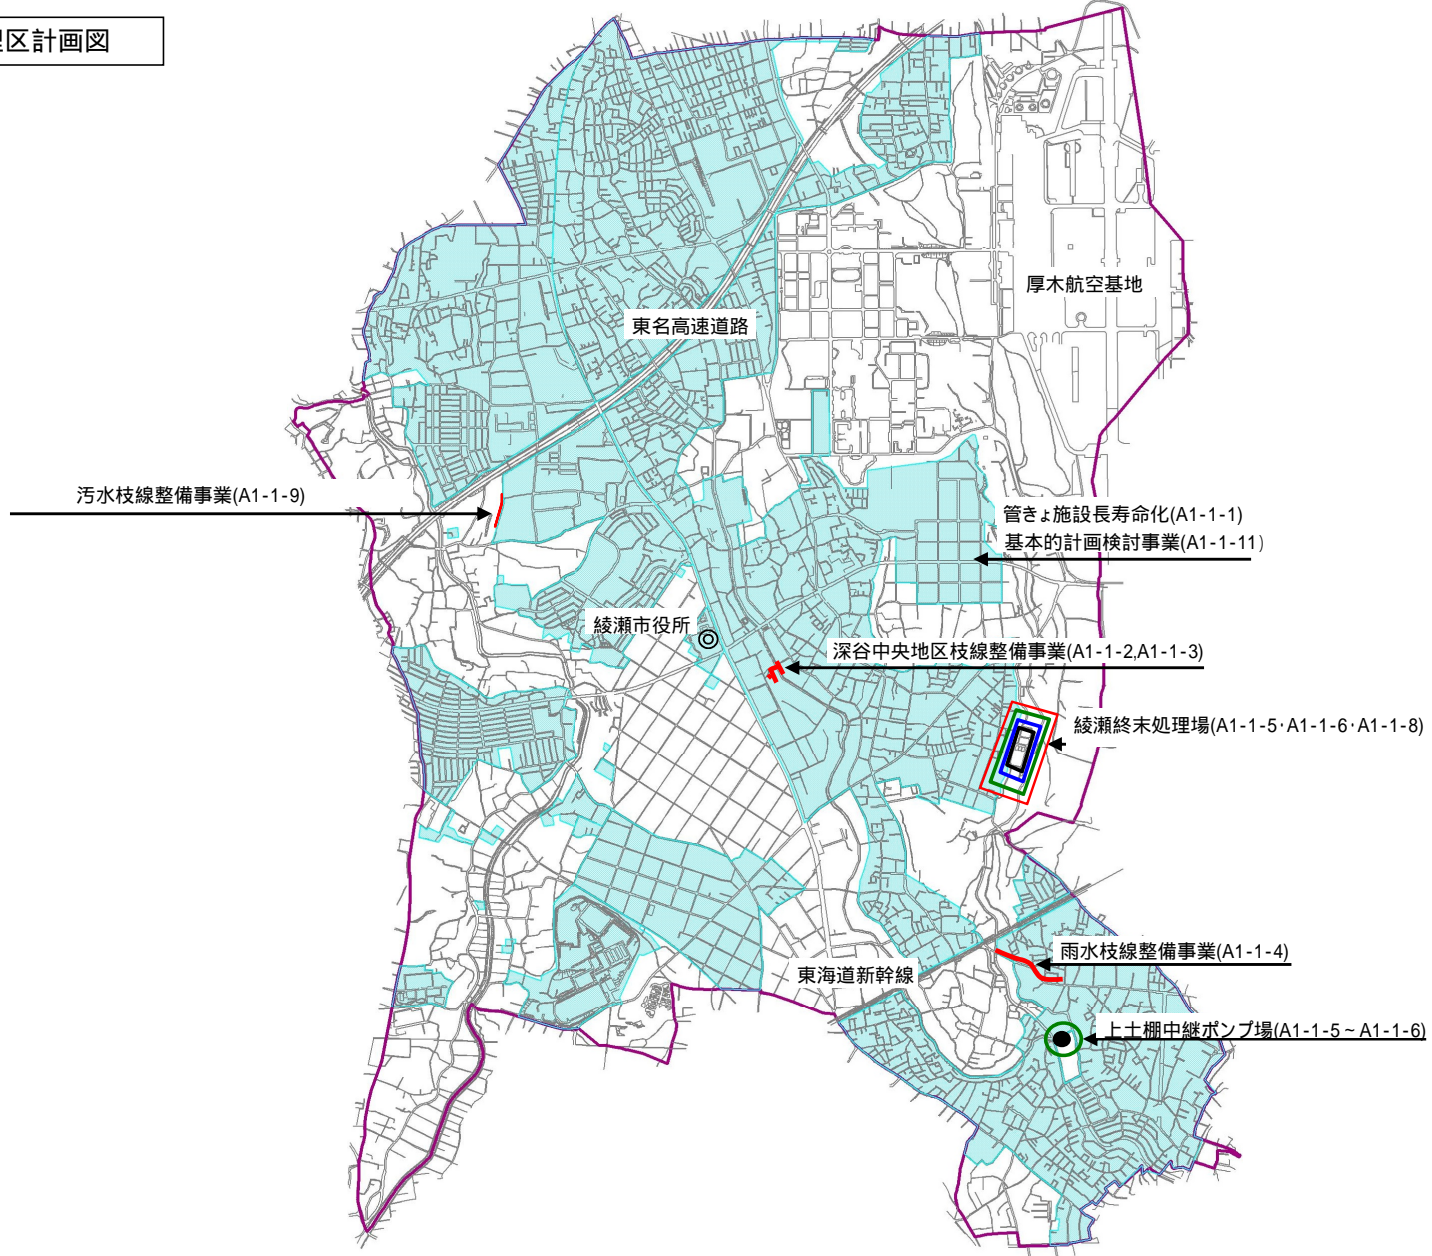 理区計画図
厚木航空基地
東名高速道路
汚水枝線整備事業(A1-1-9)
管きょ施設長寿命化(A1-1-1)
基本的計画検討事業(A1-1-11)
綾瀬市役所
深谷中央地区枝線整備事業(A1-1-2,A1-1-3)
綾瀬終末処理場(A1-1-5・A1-1-6・A1-1-8)
雨水枝線整備事業(A1-1-4)
東海道新幹線
上土棚中継ポンプ場(A1-1-5~A1-1-6)